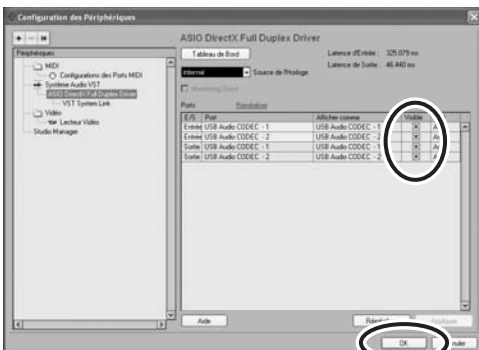 Configuration des Périphériques
ASIO DirectX Full Duplex Driver
Périphériques
MIDI
Configurations des Ports MIDI
Système Audio VST
ASIO DirectX Full Duplex Driver
VST System Link
Vidéo
Lecteur Vidéo
Studio Manager
Tableau de Bord
Latence d'Entrée : 325.079 ms
Latence de Sortie : 46.440 ms
Internal
Source de l'Horloge
Monitoring Direct
Ports
Réinitialiser
E/S Port Afficher comme Visible
Entrée USB Audio CODEC - 1 USB Audio CODEC - 1
Entrée USB Audio CODEC - 2 USB Audio CODEC - 2
Sortie USB Audio CODEC - 1 USB Audio CODEC - 1
Sortie USB Audio CODEC - 2 USB Audio CODEC - 2
Aide
Appliquer
OK